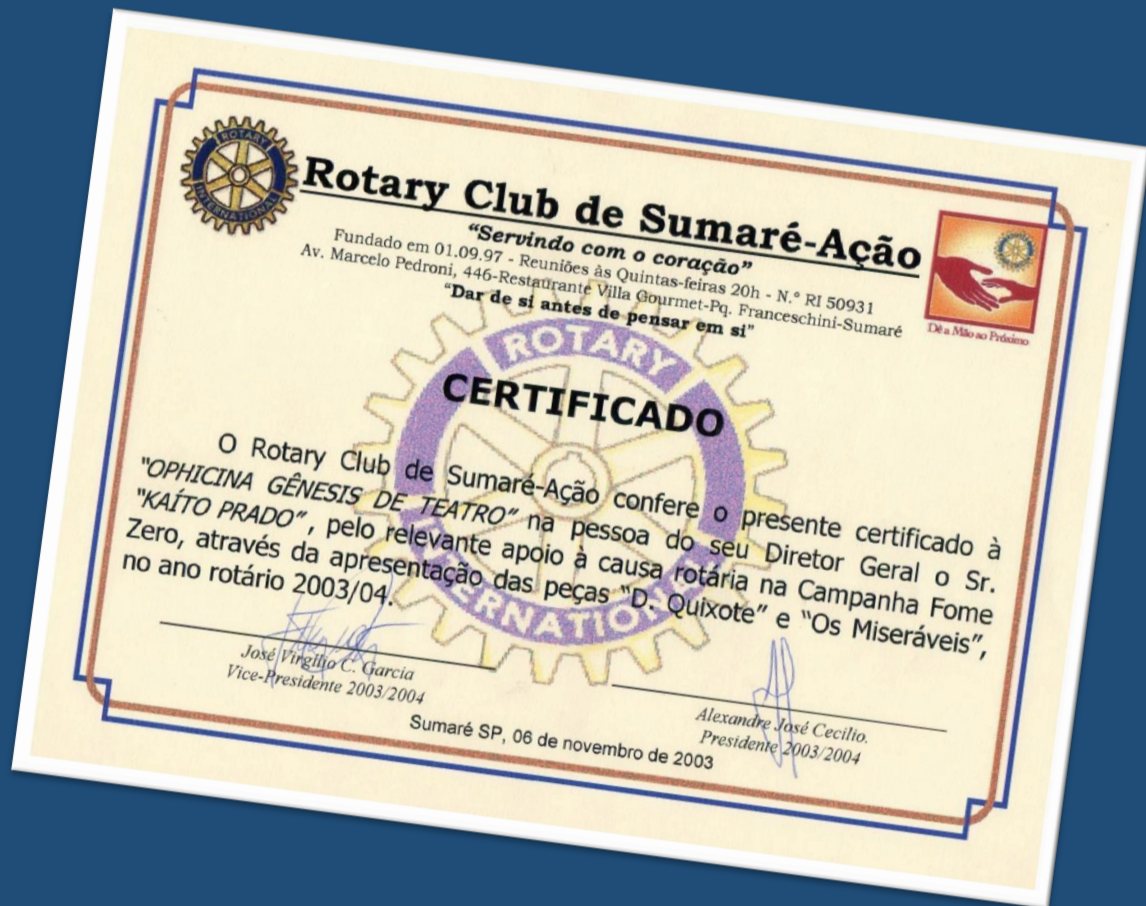 ROTARY
INTERNATIONAL
Rotary Club de Sumaré-Ação
"Servindo com o coração"
Fundado em 01.09.97 - Reuniões às Quintas-feiras 20h - N.º RI 50931
Av. Marcelo Pedroni, 446-Restaurante Villa Gourmet-Pq. Franceschini-Sumaré
"Dar de si antes de pensar em si"
Dê a Mão ao Próximo
ROTARY
INTERNATIONAL
CERTIFICADO
O Rotary Club de Sumaré-Ação confere o presente certificado à
"OPHICINA GÊNESIS DE TEATRO" na pessoa do seu Diretor Geral o Sr.
"KAÍTO PRADO", pelo relevante apoio à causa rotária na Campanha Fome
Zero, através da apresentação das peças "D. Quixote" e "Os Miseráveis",
no ano rotário 2003/04.
José Virgílio C. Garcia
Vice-Presidente 2003/2004
Alexandre José Cecilio.
Presidente 2003/2004
Sumaré SP, 06 de novembro de 2003